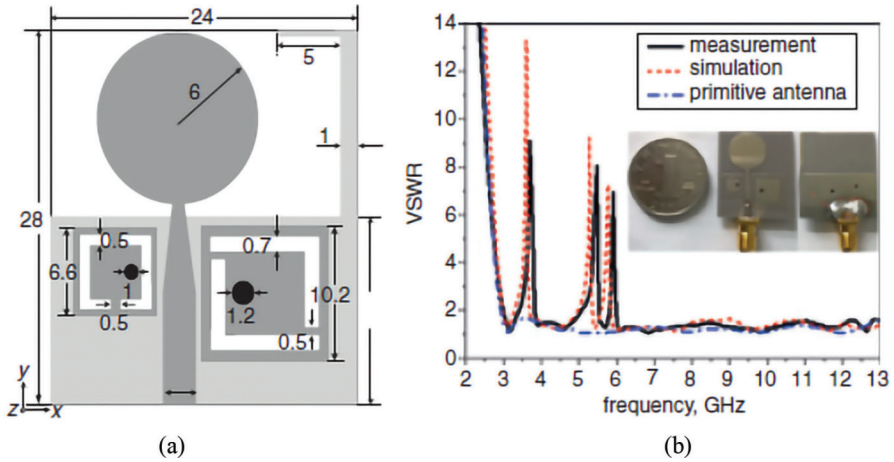 24
5
6
1
28
0.5
0.7
6.6
1
10.2
1.2
0.5
0.5
y
z x
(a)
14
12
10
8
6
4
2
0
VSWR
measurement
simulation
primitive antenna
2 3 4 5 6 7 8 9 10 11 12 13
frequency, GHz
(b)